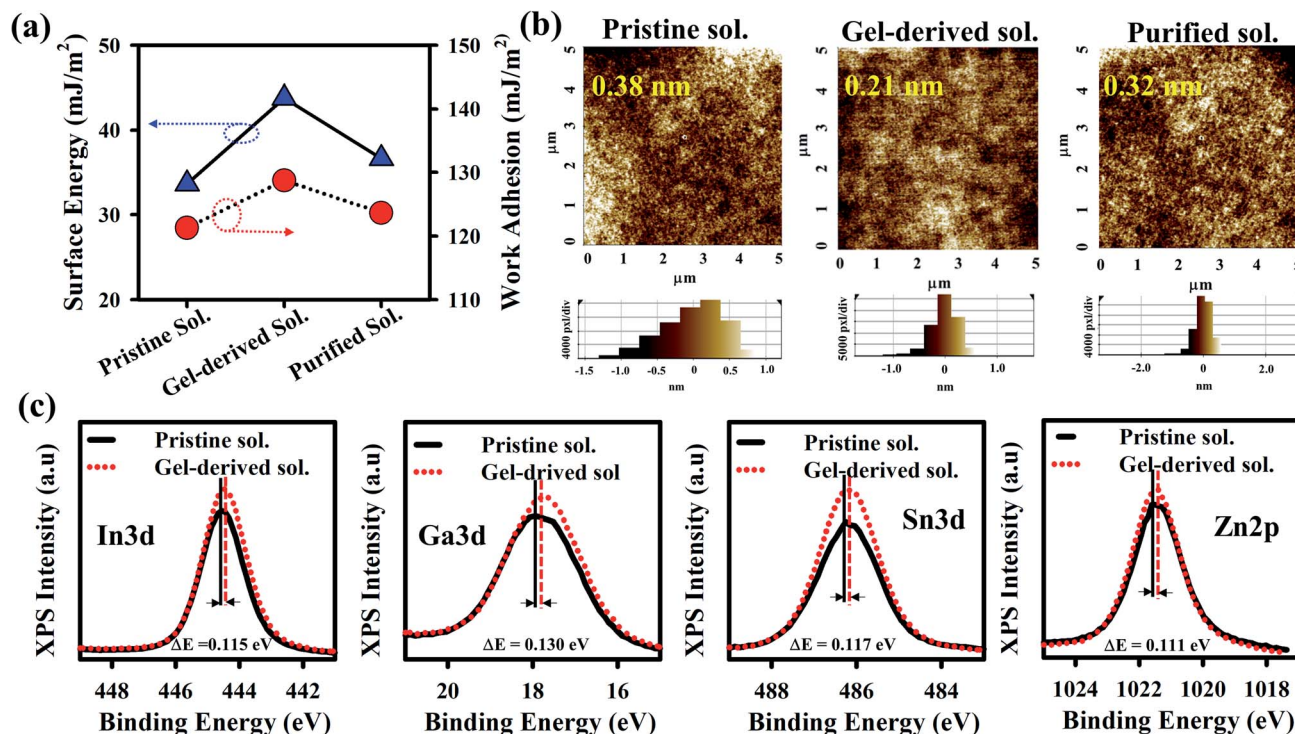 (a)
50
40
30
20
Surface Energy (mJ/m²)
150
140
130
120
110
Work Adhesion (mJ/m²)
Pristine Sol.
Gel-derived Sol.
Purified Sol.
(b)
Pristine sol.
0.38 nm
5
4
3
2
1
0
μm
0 1 2 3 4 5
μm
4000 pxl/div
-1.5 -1.0 -0.5 0 0.5 1.0
nm
Gel-derived sol.
0.21 nm
5
4
3
2
1
0
μm
0 1 2 3 4 5
μm
5000 pxl/div
-1.0 0 1.0
nm
Purified sol.
0.32 nm
5
4
3
2
1
0
μm
0 1 2 3 4 5
μm
4000 pxl/div
-2.0 0 2.0
nm
(c)
XPS Intensity (a.u)
Pristine sol.
Gel-derived sol.
In3d
ΔE = 0.115 eV
448 446 444 442
Binding Energy (eV)
XPS Intensity (a.u)
Pristine sol.
Gel-drived sol
Ga3d
ΔE = 0.130 eV
20 18 16
Binding Energy (eV)
XPS Intensity (a.u)
Pristine sol.
Gel-derived sol.
Sn3d
ΔE = 0.117 eV
488 486 484
Binding Energy (eV)
XPS Intensity (a.u)
Pristine sol.
Gel-derived sol.
Zn2p
ΔE = 0.111 eV
1024 1022 1020 1018
Binding Energy (eV)